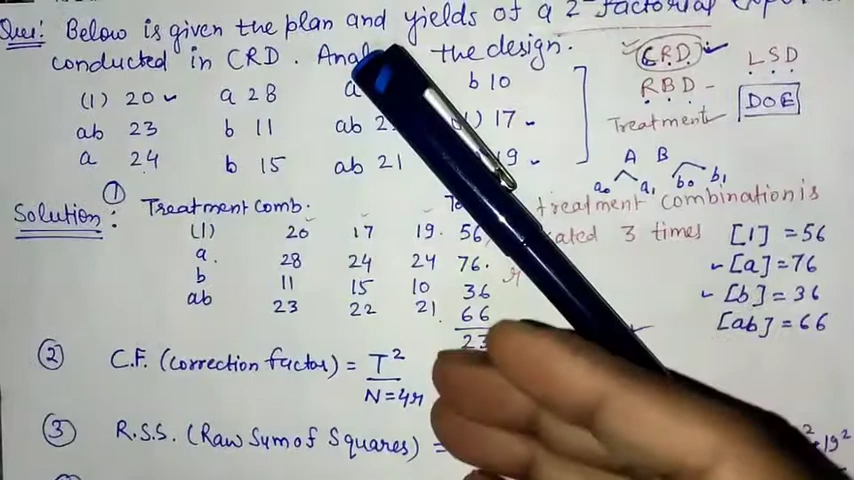 Ques: Below is given the plan and yields of a 2 - factorial
conducted in CRD. the design.
(1) 20 a 28 a b 10
ab 23 b 11 ab 2 1) 17
a 24 b 15 ab 21 19
CRD LSD
RBD - DOE
Treatment
A B
a0 a1 b0 b1
Solution: ① Treatment Comb. treatment combination is
(1) 20 17 19 56 ated 3 times [1] = 56
a. 28 24 24 76. [a] = 76
b 11 15 10 36 [b] = 36
ab 23 22 21 66 [ab] = 66
23
② C.F. (correction factor) = T²
N = 4r
③ R.S.S. (Raw Sum of Squares) = 19²